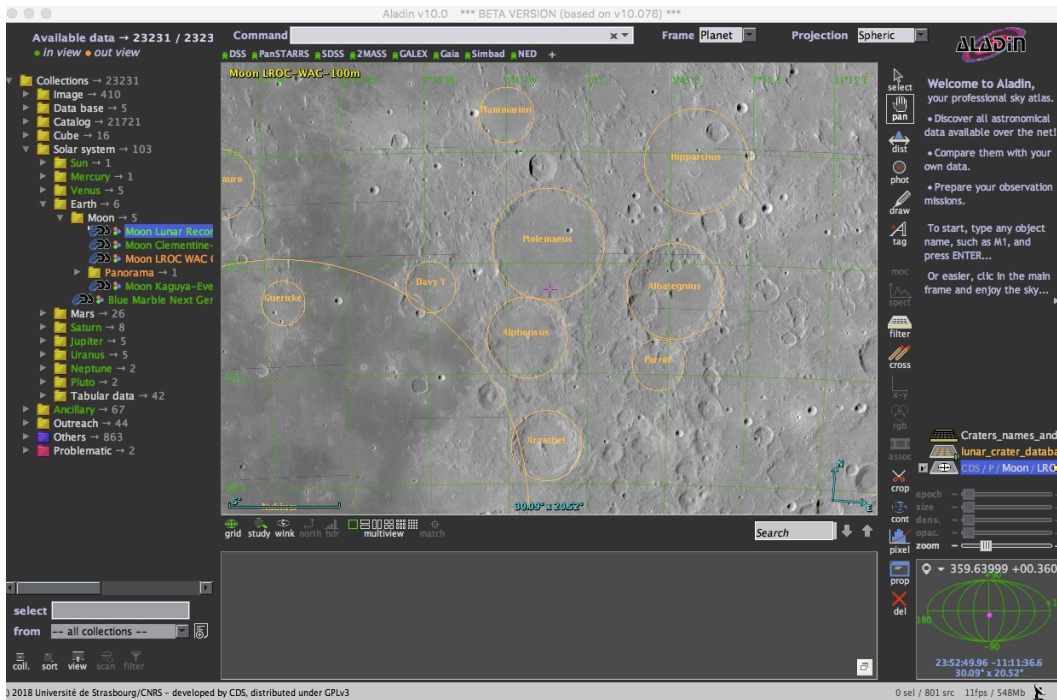 Aladin v10.0 *** BETA VERSION (based on v10.076) ***
Available data → 23231 / 2323
in view out view
Command
Frame Planet
Projection Spheric
ALADIN
DSS PanSTARRS SDSS 2MASS GALEX Gaia Simbad NED +
Collections → 23231
Image → 410
Data base → 5
Catalog → 21721
Cube → 16
Solar system → 103
Sun → 1
Mercury → 1
Venus → 5
Earth → 6
Moon → 5
Moon Lunar Recon
Moon Clementine-
Moon LROC WAC
Panorama → 1
Moon Kaguya-Eve
Blue Marble Next Ger
Mars → 26
Saturn → 8
Jupiter → 5
Uranus → 5
Neptune → 2
Pluto → 2
Tabular data → 42
Ancillary → 67
Outreach → 44
Others → 863
Problematic → 2
select
from -- all collections --
coll. sort view scan filter
Moon LROC-WAC-100m
Flammarion
Hipparchus
auro
Ptolemaeus
Davy Y
Albategnius
Guericke
Alphonsus
Parrot
Arzachel
5°
30.09° x 20.52°
N
E
grid study wink north hdr multiview match
Search
select
pan
dist
phot
draw
tag
moc
spect
filter
cross
x-y
rgb
assoc
crop
cont
pixel
prop
del
Welcome to Aladin,
your professional sky atlas.
• Discover all astronomical
data available over the net!
• Compare them with your
own data.
• Prepare your observation
missions.
To start, type any object
name, such as M1, and
press ENTER...
Or easier, clic in the main
frame and enjoy the sky...
Craters_names_and
lunar_crater_databa
CDS / P / Moon / LRO
epoch
size
dens.
opac.
zoom
359.63999 +00.360
+90
180
-90
23:52:49.96 -11:11:36.6
30.09° x 20.52°
2018 Université de Strasbourg/CNRS - developed by CDS, distributed under GPLv3
0 sel / 801 src 11fps / 548Mb